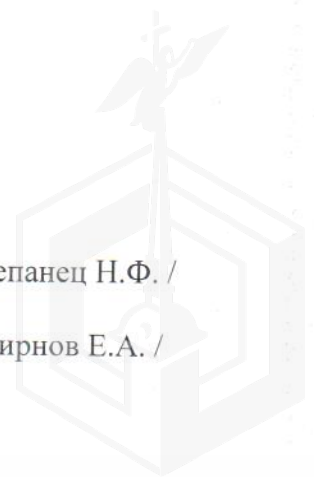 епанец Н.Ф. /
ирнов Е.А. /